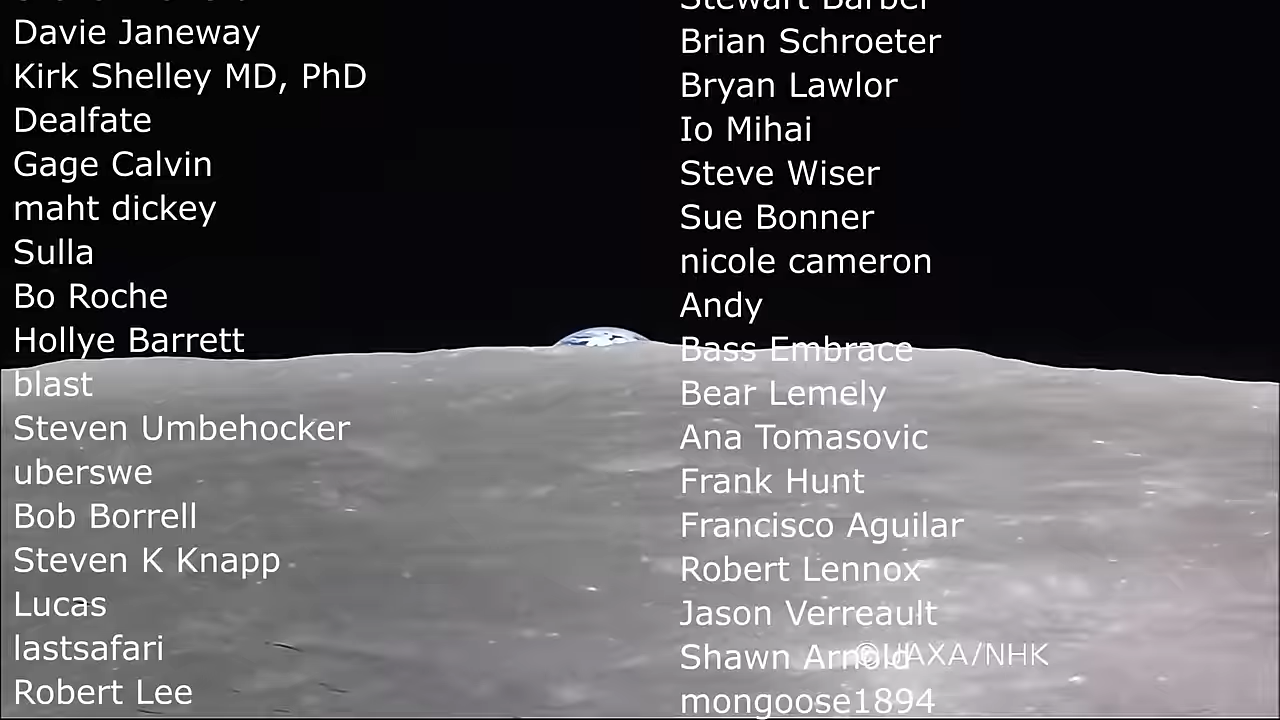 Davie Janeway
Kirk Shelley MD, PhD
Dealfate
Gage Calvin
maht dickey
Sulla
Bo Roche
Hollye Barrett
blast
Steven Umbehocker
uberswe
Bob Borrell
Steven K Knapp
Lucas
lastsafari
Robert Lee
Stewart Barber
Brian Schroeter
Bryan Lawlor
Io Mihai
Steve Wiser
Sue Bonner
nicole cameron
Andy
Bass Embrace
Bear Lemely
Ana Tomasovic
Frank Hunt
Francisco Aguilar
Robert Lennox
Jason Verreault
Shawn Arnold
mongoose1894
© JAXA/NHK